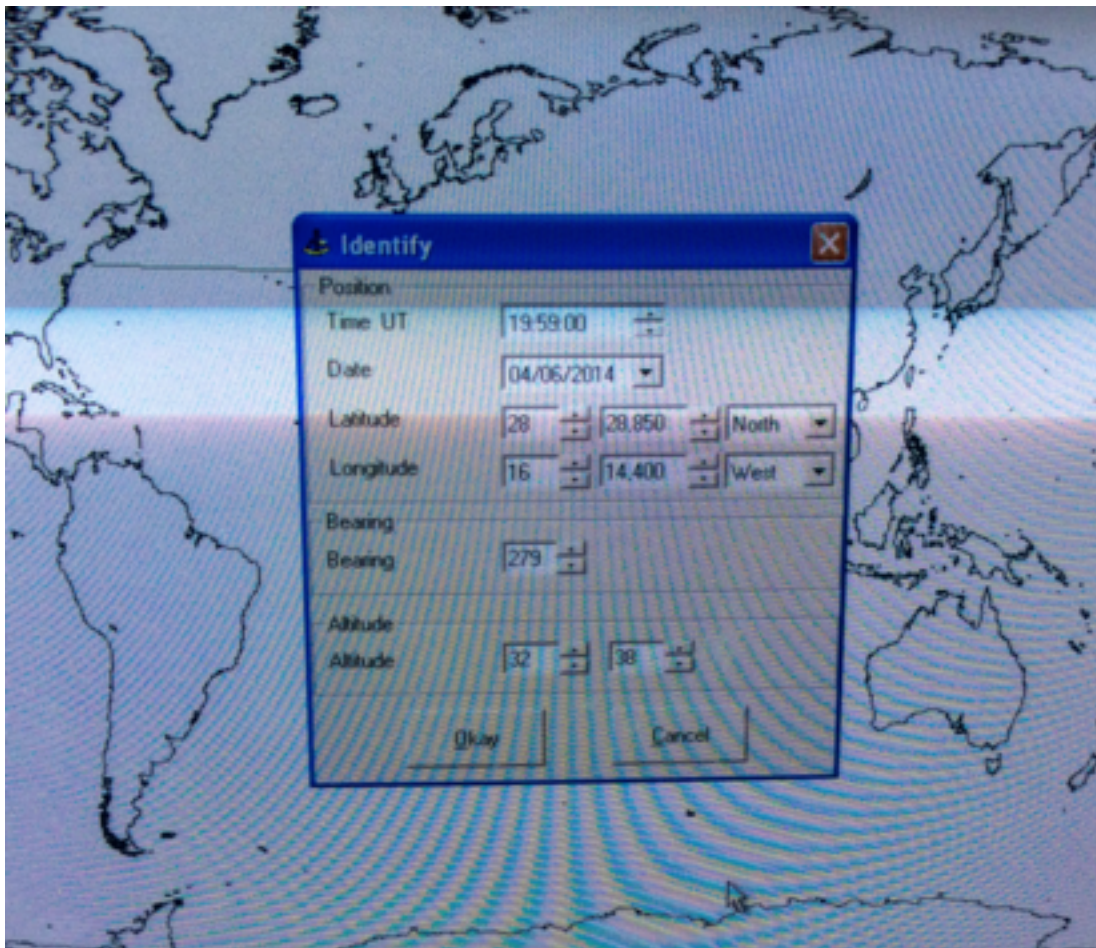 Identify
Position
Time UT 19:59:00
Date 04/06/2014
Latitude 28 28,850 North
Longitude 16 14,400 West
Bearing
Bearing 279
Altitude
Altitude 32 38
Okay Cancel